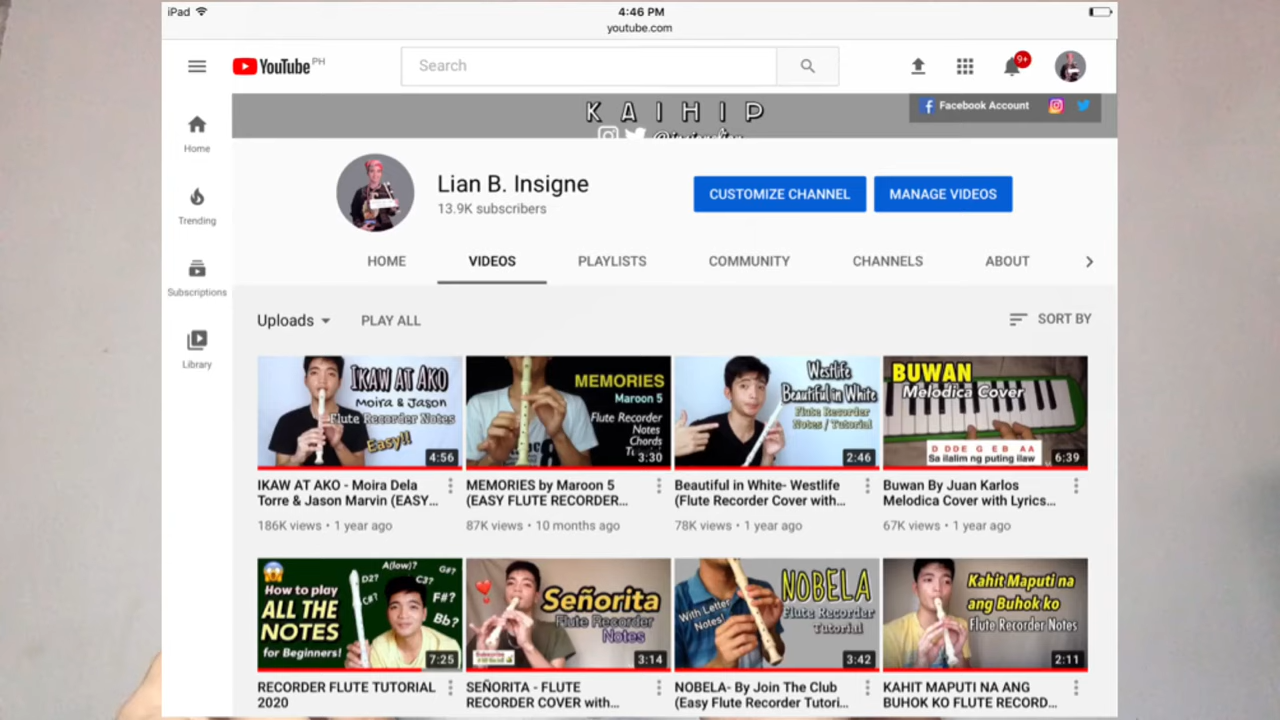 iPad
4:46 PM
youtube.com
YouTube PH
Search
9+
KAIHIP
Facebook Account
Home
Trending
Subscriptions
Library
Lian B. Insigne
13.9K subscribers
CUSTOMIZE CHANNEL
MANAGE VIDEOS
HOME
VIDEOS
PLAYLISTS
COMMUNITY
CHANNELS
ABOUT
Uploads
PLAY ALL
SORT BY
IKAW AT AKO
Moira & Jason
Flute Recorder Notes
Easy!!
4:56
MEMORIES
Maroon 5
Flute Recorder
Notes
Chords
3:30
Westlife
Beautiful in White
Flute Recorder
Notes / Tutorial
2:46
BUWAN
Melodica Cover
D DDE G E B A A
Sa ilalim ng puting ilaw
6:39
IKAW AT AKO - Moira Dela
Torre & Jason Marvin (EASY...
186K views • 1 year ago
MEMORIES by Maroon 5
(EASY FLUTE RECORDER...
87K views • 10 months ago
Beautiful in White- Westlife
(Flute Recorder Cover with...
78K views • 1 year ago
Buwan By Juan Karlos
Melodica Cover with Lyrics...
67K views • 1 year ago
How to play
ALL THE
NOTES
for Beginners!
D2?
A(low)?
C3?
G#?
C#?
F#?
Bb?
7:25
Señorita
Flute Recorder
Notes
Subscribe
3:14
With Letter
Notes!
NOBELA
Flute Recorder
Tutorial
3:42
Kahit Maputi na
ang Buhok ko
Flute Recorder Notes
2:11
RECORDER FLUTE TUTORIAL
2020
SEÑORITA - FLUTE
RECORDER COVER with...
NOBELA- By Join The Club
(Easy Flute Recorder Tutori...
KAHIT MAPUTI NA ANG
BUHOK KO FLUTE RECORD...